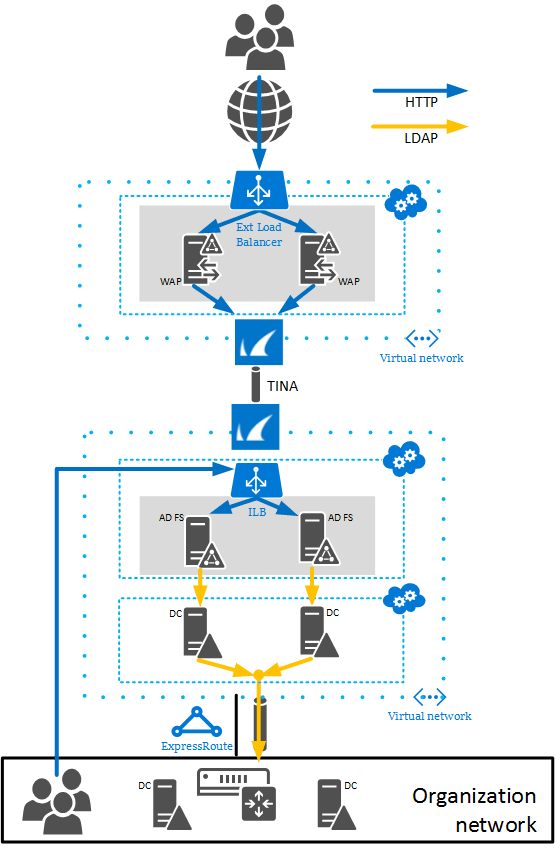 HTTP
LDAP
Ext Load
Balancer
WAP
WAP
Virtual network
TINA
ILB
AD FS
AD FS
DC
DC
Virtual network
ExpressRoute
DC
DC
Organization
network